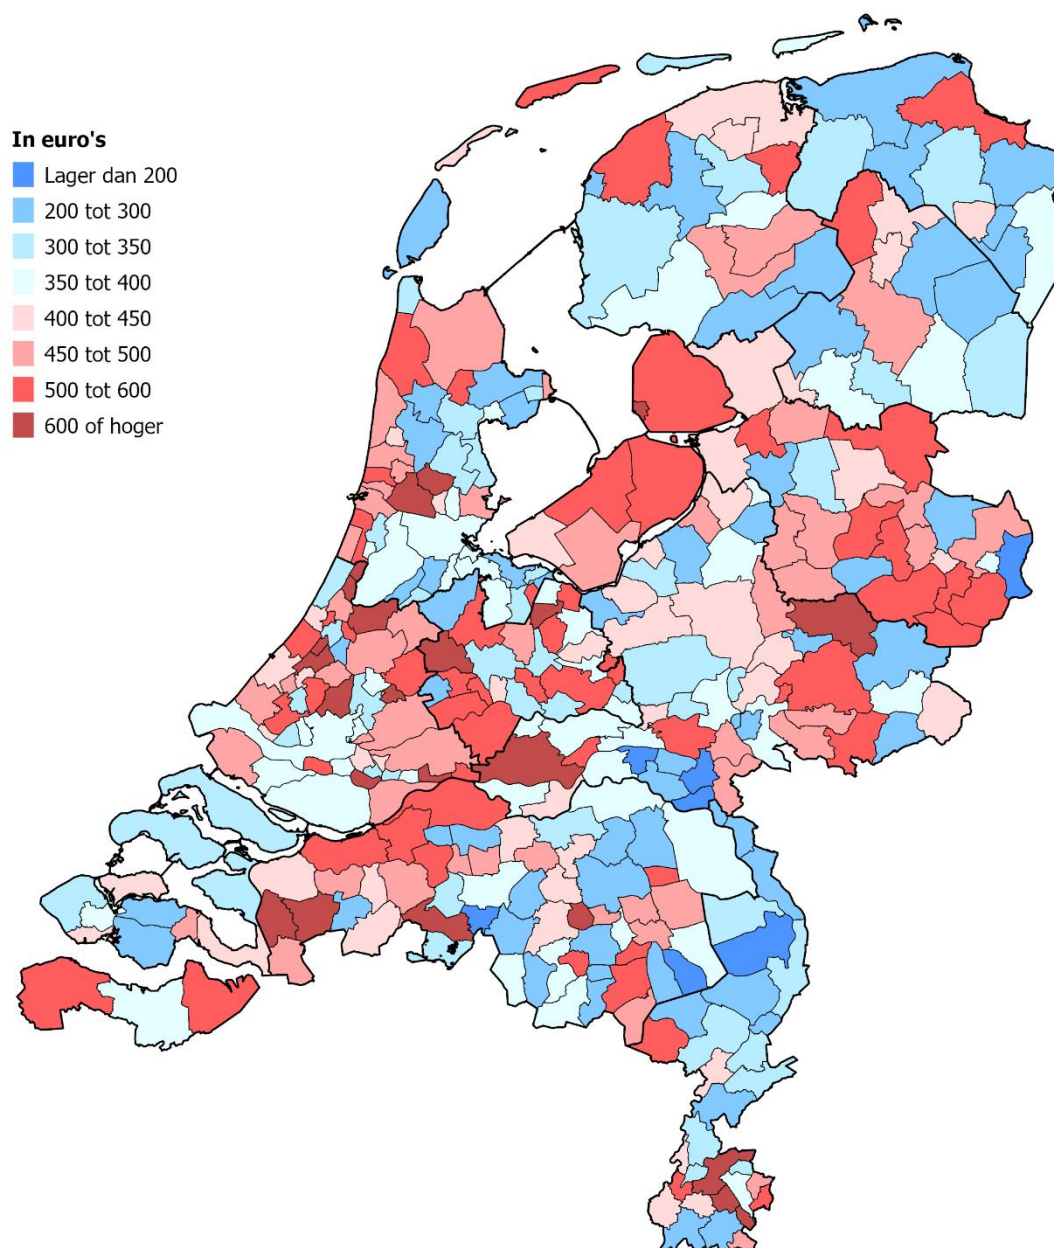 In euro's
Lager dan 200
200 tot 300
300 tot 350
350 tot 400
400 tot 450
450 tot 500
500 tot 600
600 of hoger